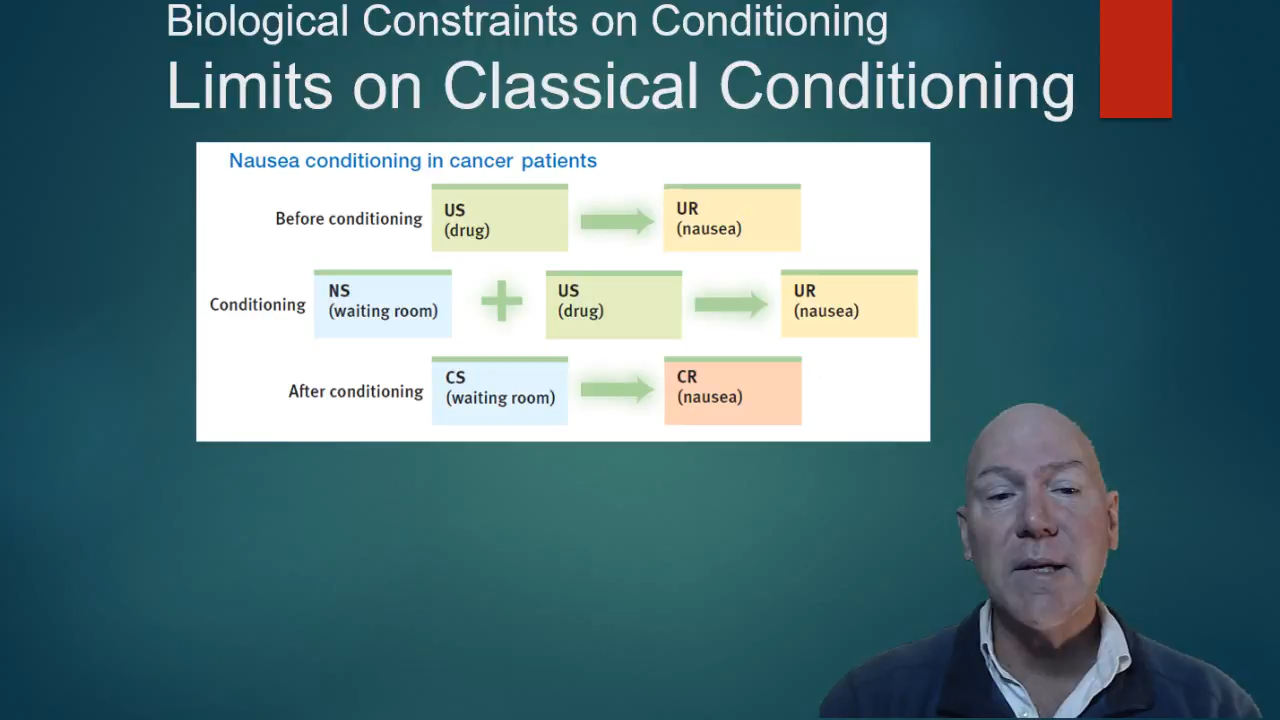 Biological Constraints on Conditioning
Limits on Classical Conditioning
Nausea conditioning in cancer patients
Before conditioning
US
(drug)
UR
(nausea)
Conditioning
NS
(waiting room)
US
(drug)
UR
(nausea)
After conditioning
CS
(waiting room)
CR
(nausea)